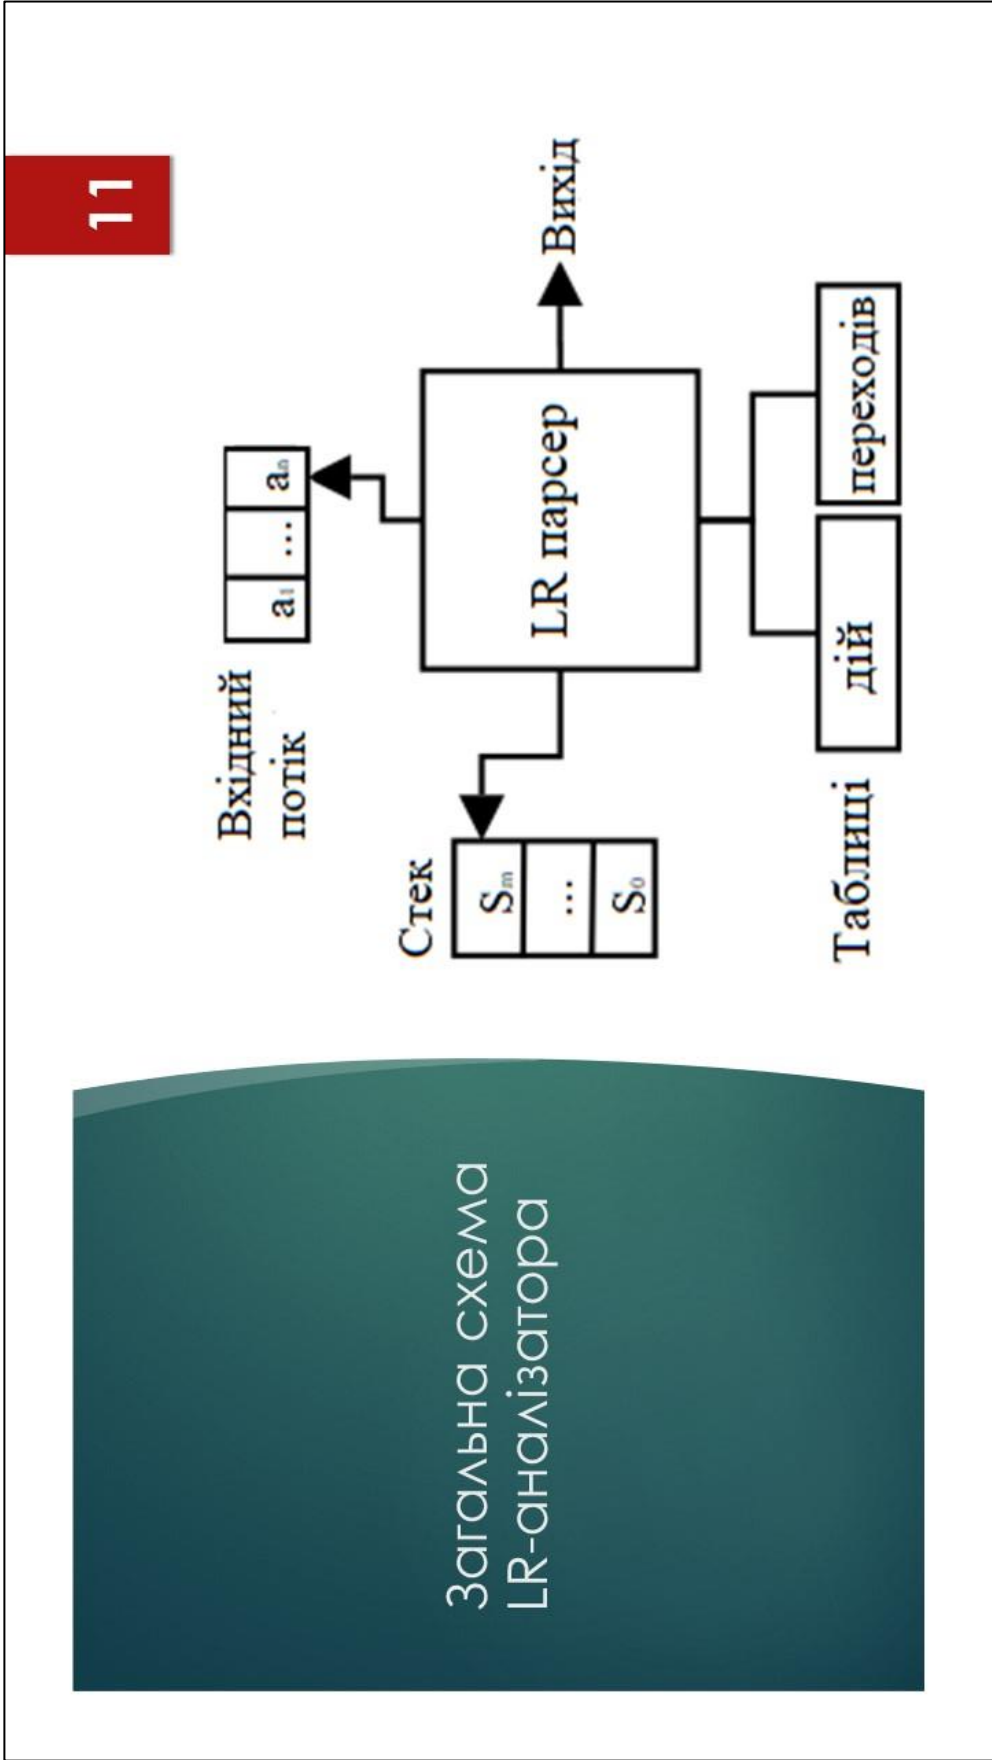 11
Загальна схема
LR-аналізатора
Вхідний
потік
a₁ ... aₙ
Стек
Sₘ
...
S₀
LR парсер
Вихід
Таблиці
дій
переходів